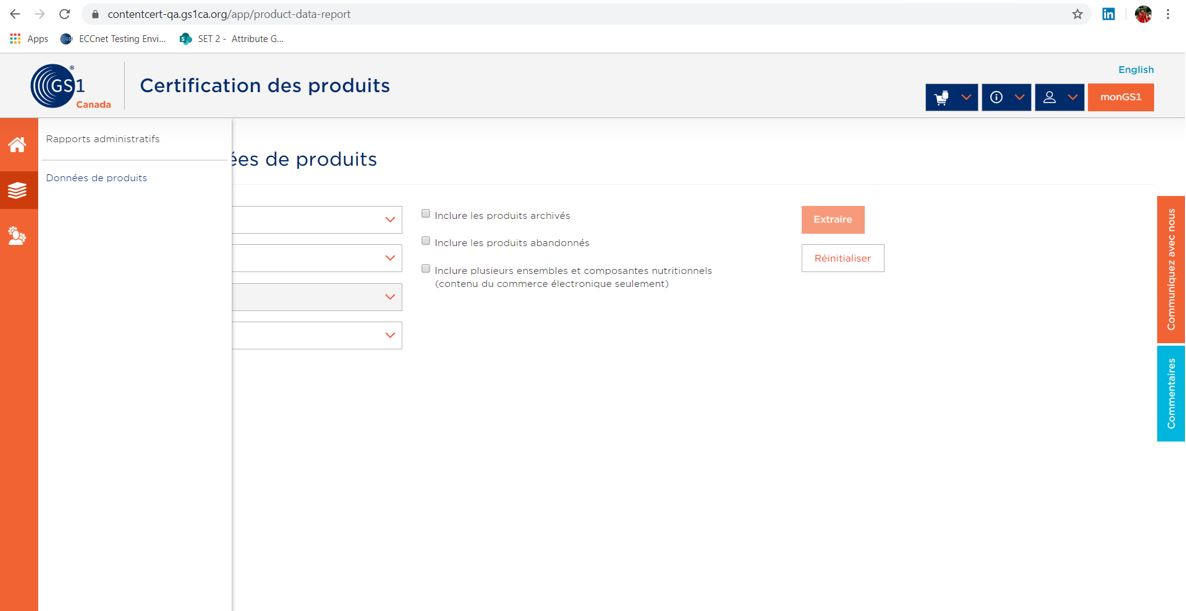 contentcert-qa.gs1ca.org/app/product-data-report
Apps
ECCnet Testing Envi...
SET 2 - Attribute G...
GS1
Canada
Certification des produits
English
monGS1
Rapports administratifs
Données de produits
ées de produits
Inclure les produits archivés
Inclure les produits abandonnés
Inclure plusieurs ensembles et composantes nutritionnels
(contenu du commerce électronique seulement)
Extraire
Réinitialiser
Communiquez avec nous
Commentaires